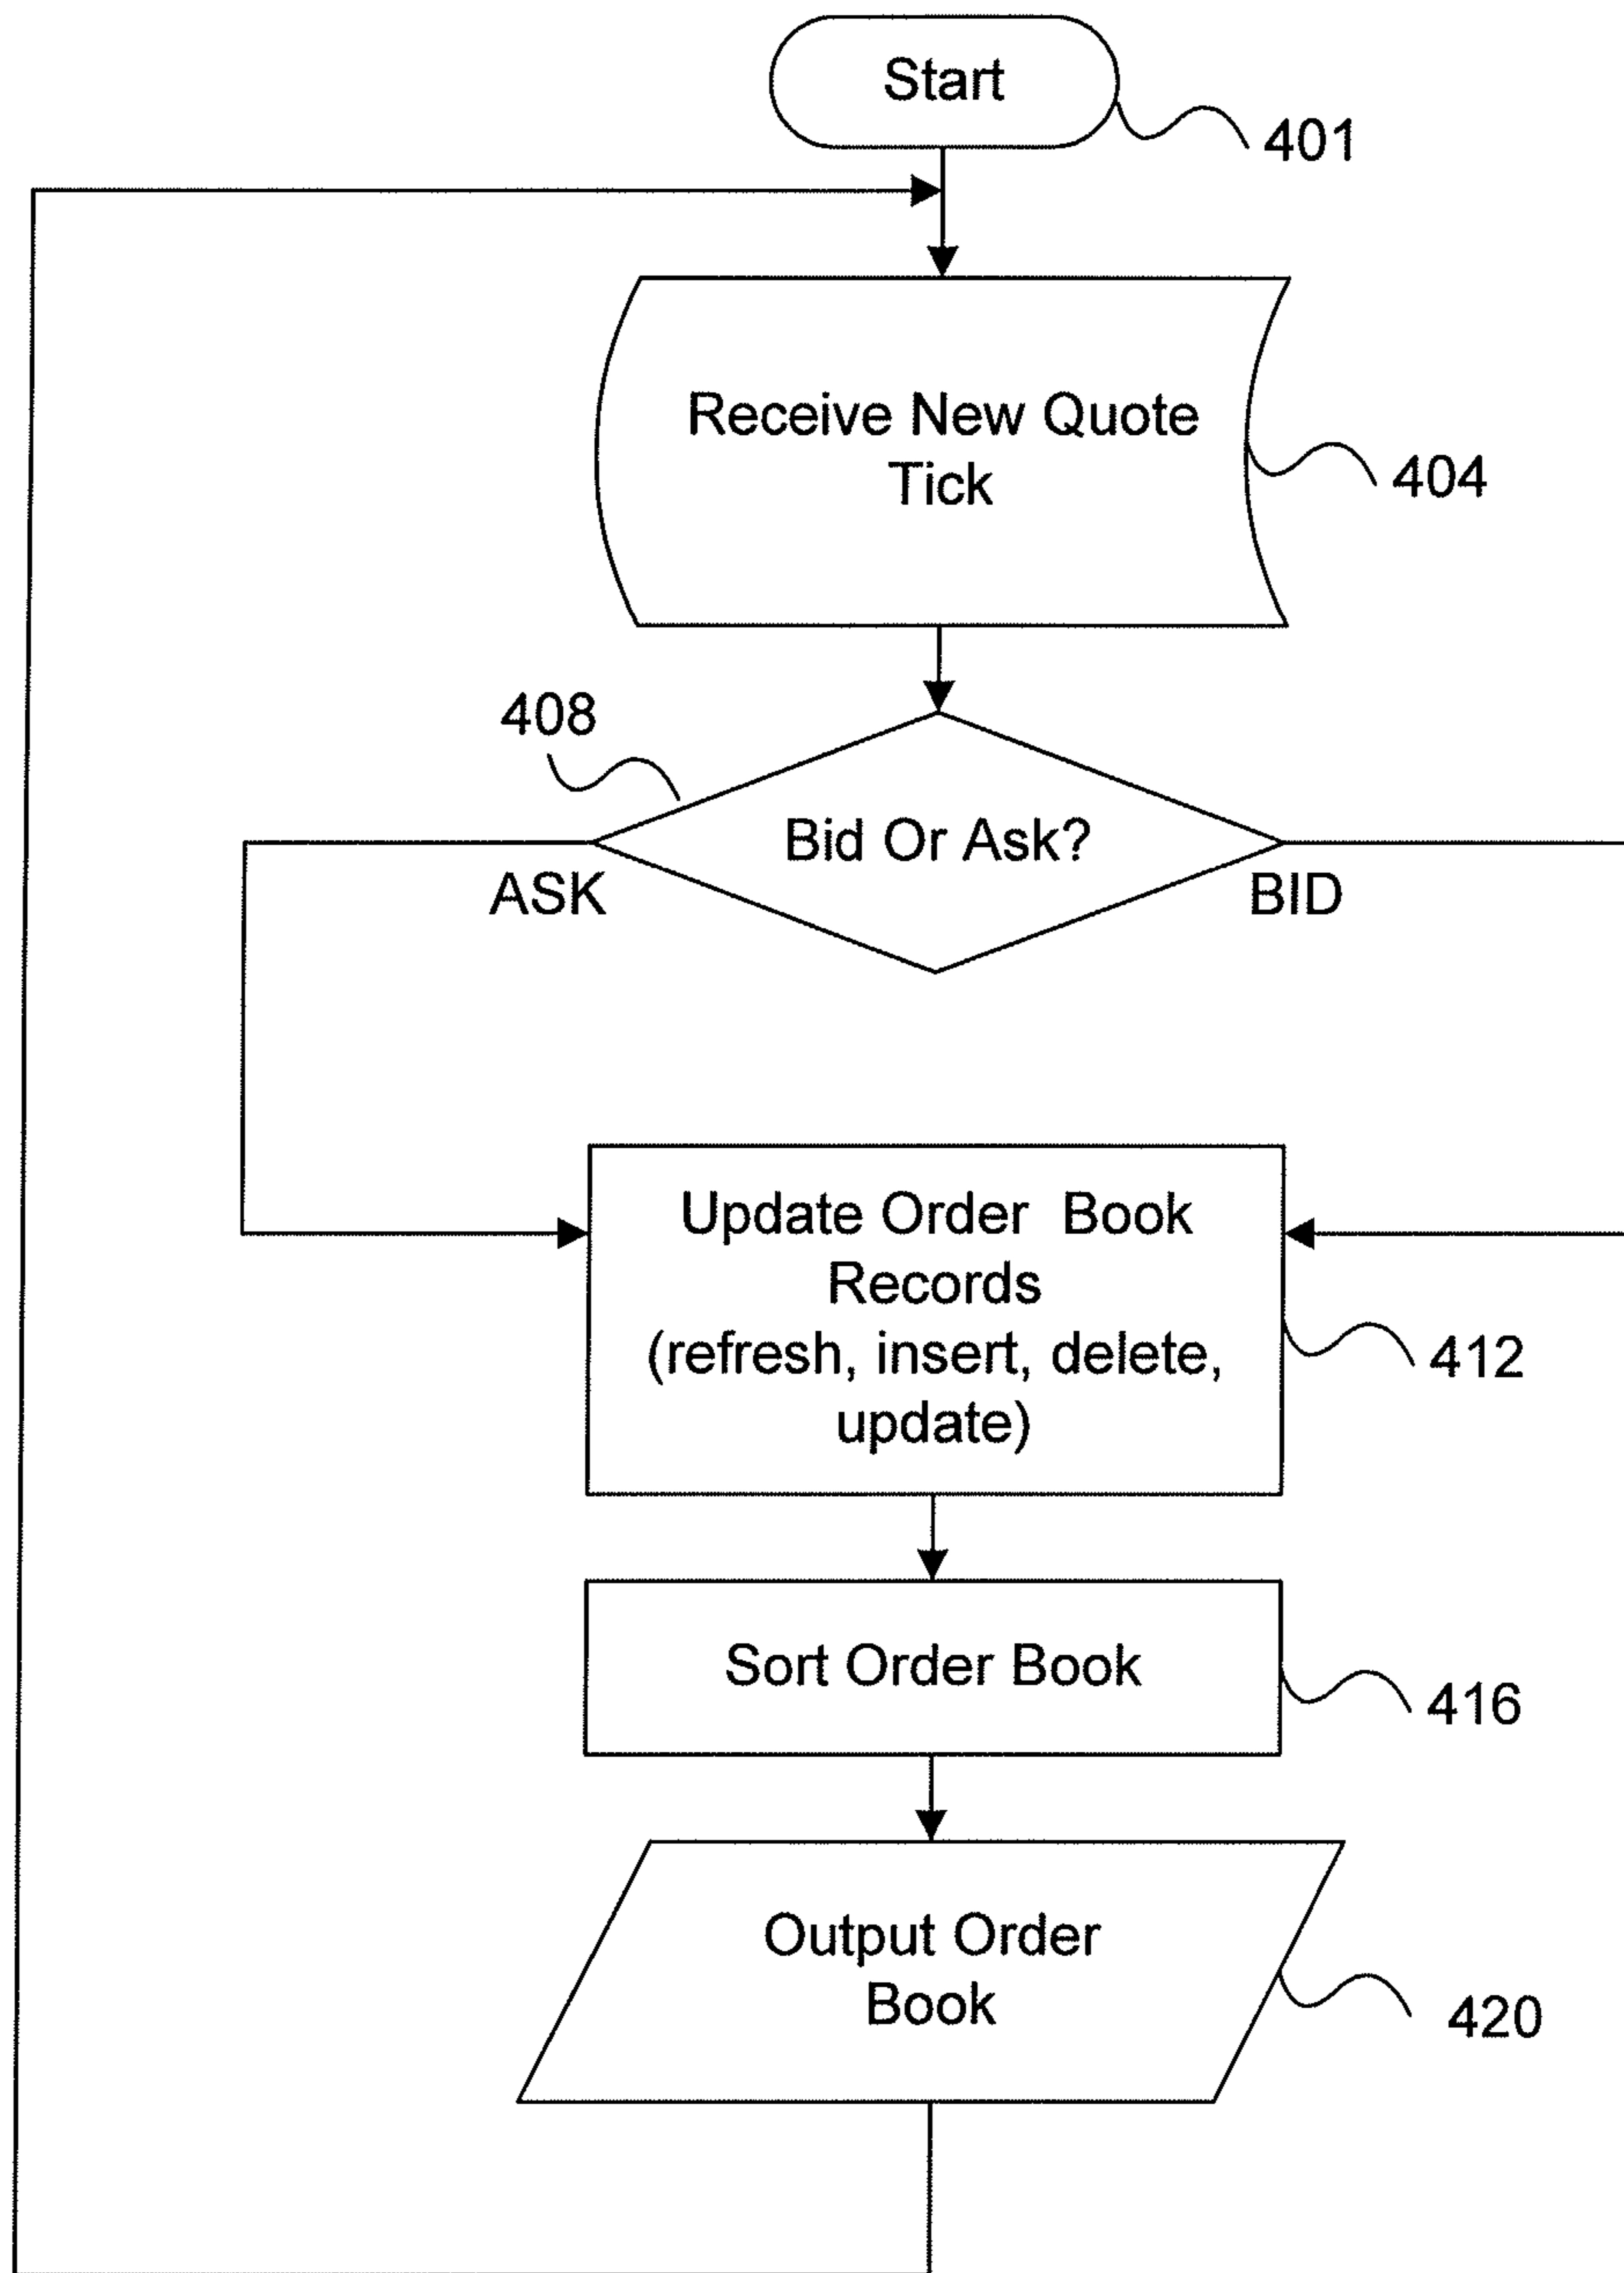 Start
401
Receive New Quote
Tick
404
408
Bid Or Ask?
ASK
BID
Update Order Book
Records
(refresh, insert, delete,
update)
412
Sort Order Book
416
Output Order
Book
420